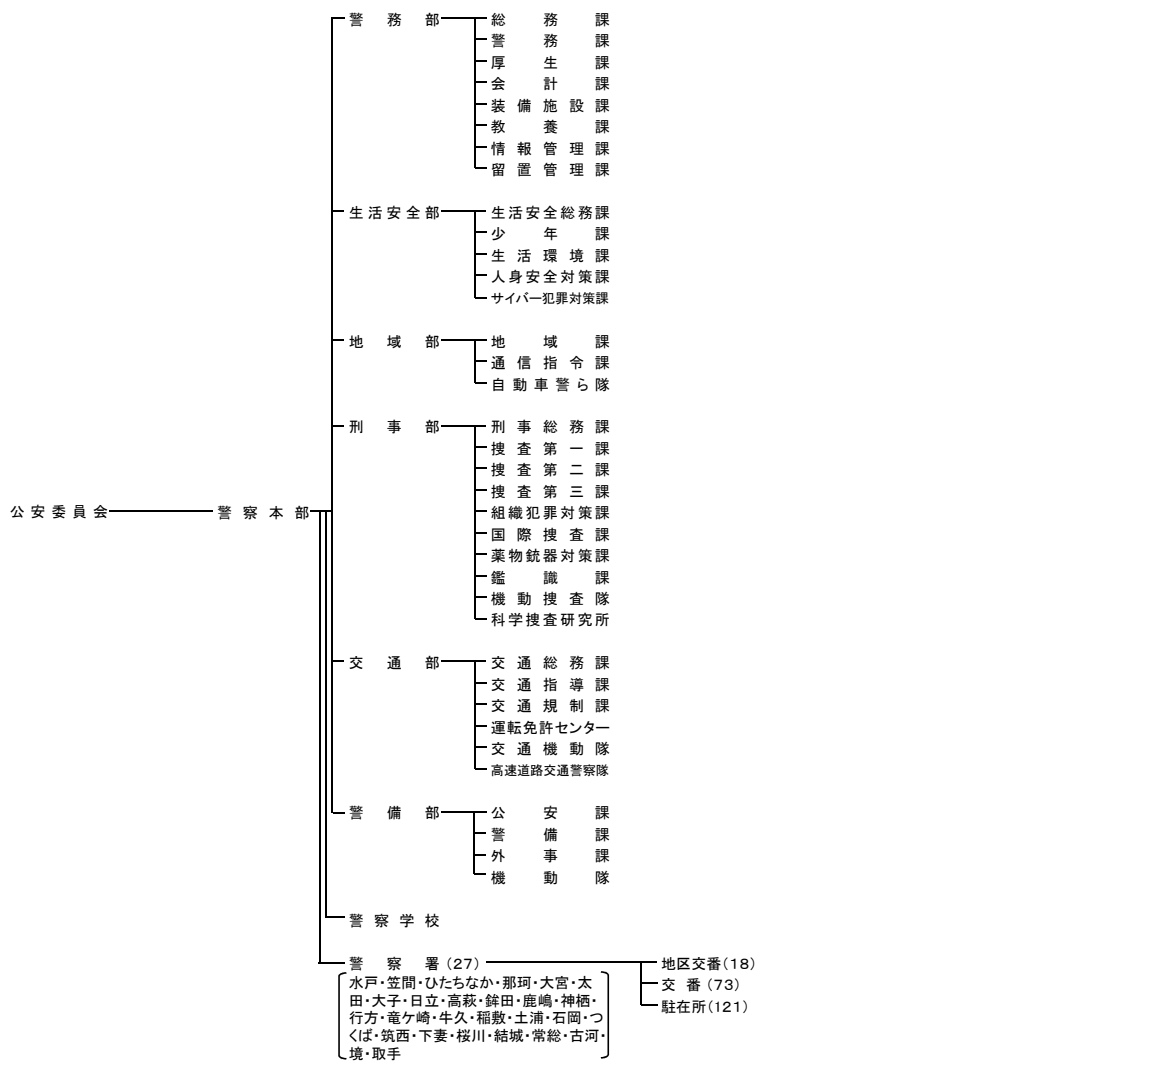 警務部 総務課
警務課
厚生課
会計課
装備施設課
教養課
情報管理課
留置管理課
生活安全部 生活安全総務課
少年課
生活環境課
人身安全対策課
サイバー犯罪対策課
地域部 地域課
通信指令課
自動車警ら隊
刑事部 刑事総務課
捜査第一課
捜査第二課
捜査第三課
公安委員会 警察本部 組織犯罪対策課
国際捜査課
薬物銃器対策課
鑑識課
機動捜査隊
科学捜査研究所
交通部 交通総務課
交通指導課
交通規制課
運転免許センター
交通機動隊
高速道路交通警察隊
警備部 公安課
警備課
外事課
機動隊
警察学校
警察署(27) 地区交番(18)
交番(73)
駐在所(121)
水戸・笠間・ひたちなか・那珂・大宮・太
田・大子・日立・高萩・鉾田・鹿嶋・神栖・
行方・竜ケ崎・牛久・稲敷・土浦・石岡・つ
くば・筑西・下妻・桜川・結城・常総・古河・
境・取手